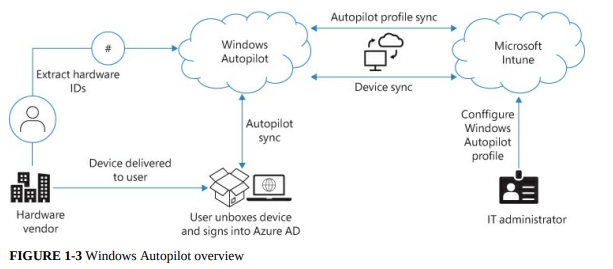 Autopilot profile sync
Windows
Autopilot
Microsoft
Intune
#
Extract hardware
IDs
Device sync
Autopilot
sync
Conffigure
Windows
Autopilot
profile
Device delivered
to user
Hardware
vendor
User unboxes device
and signs into Azure AD
IT administrator
FIGURE 1-3 Windows Autopilot overview